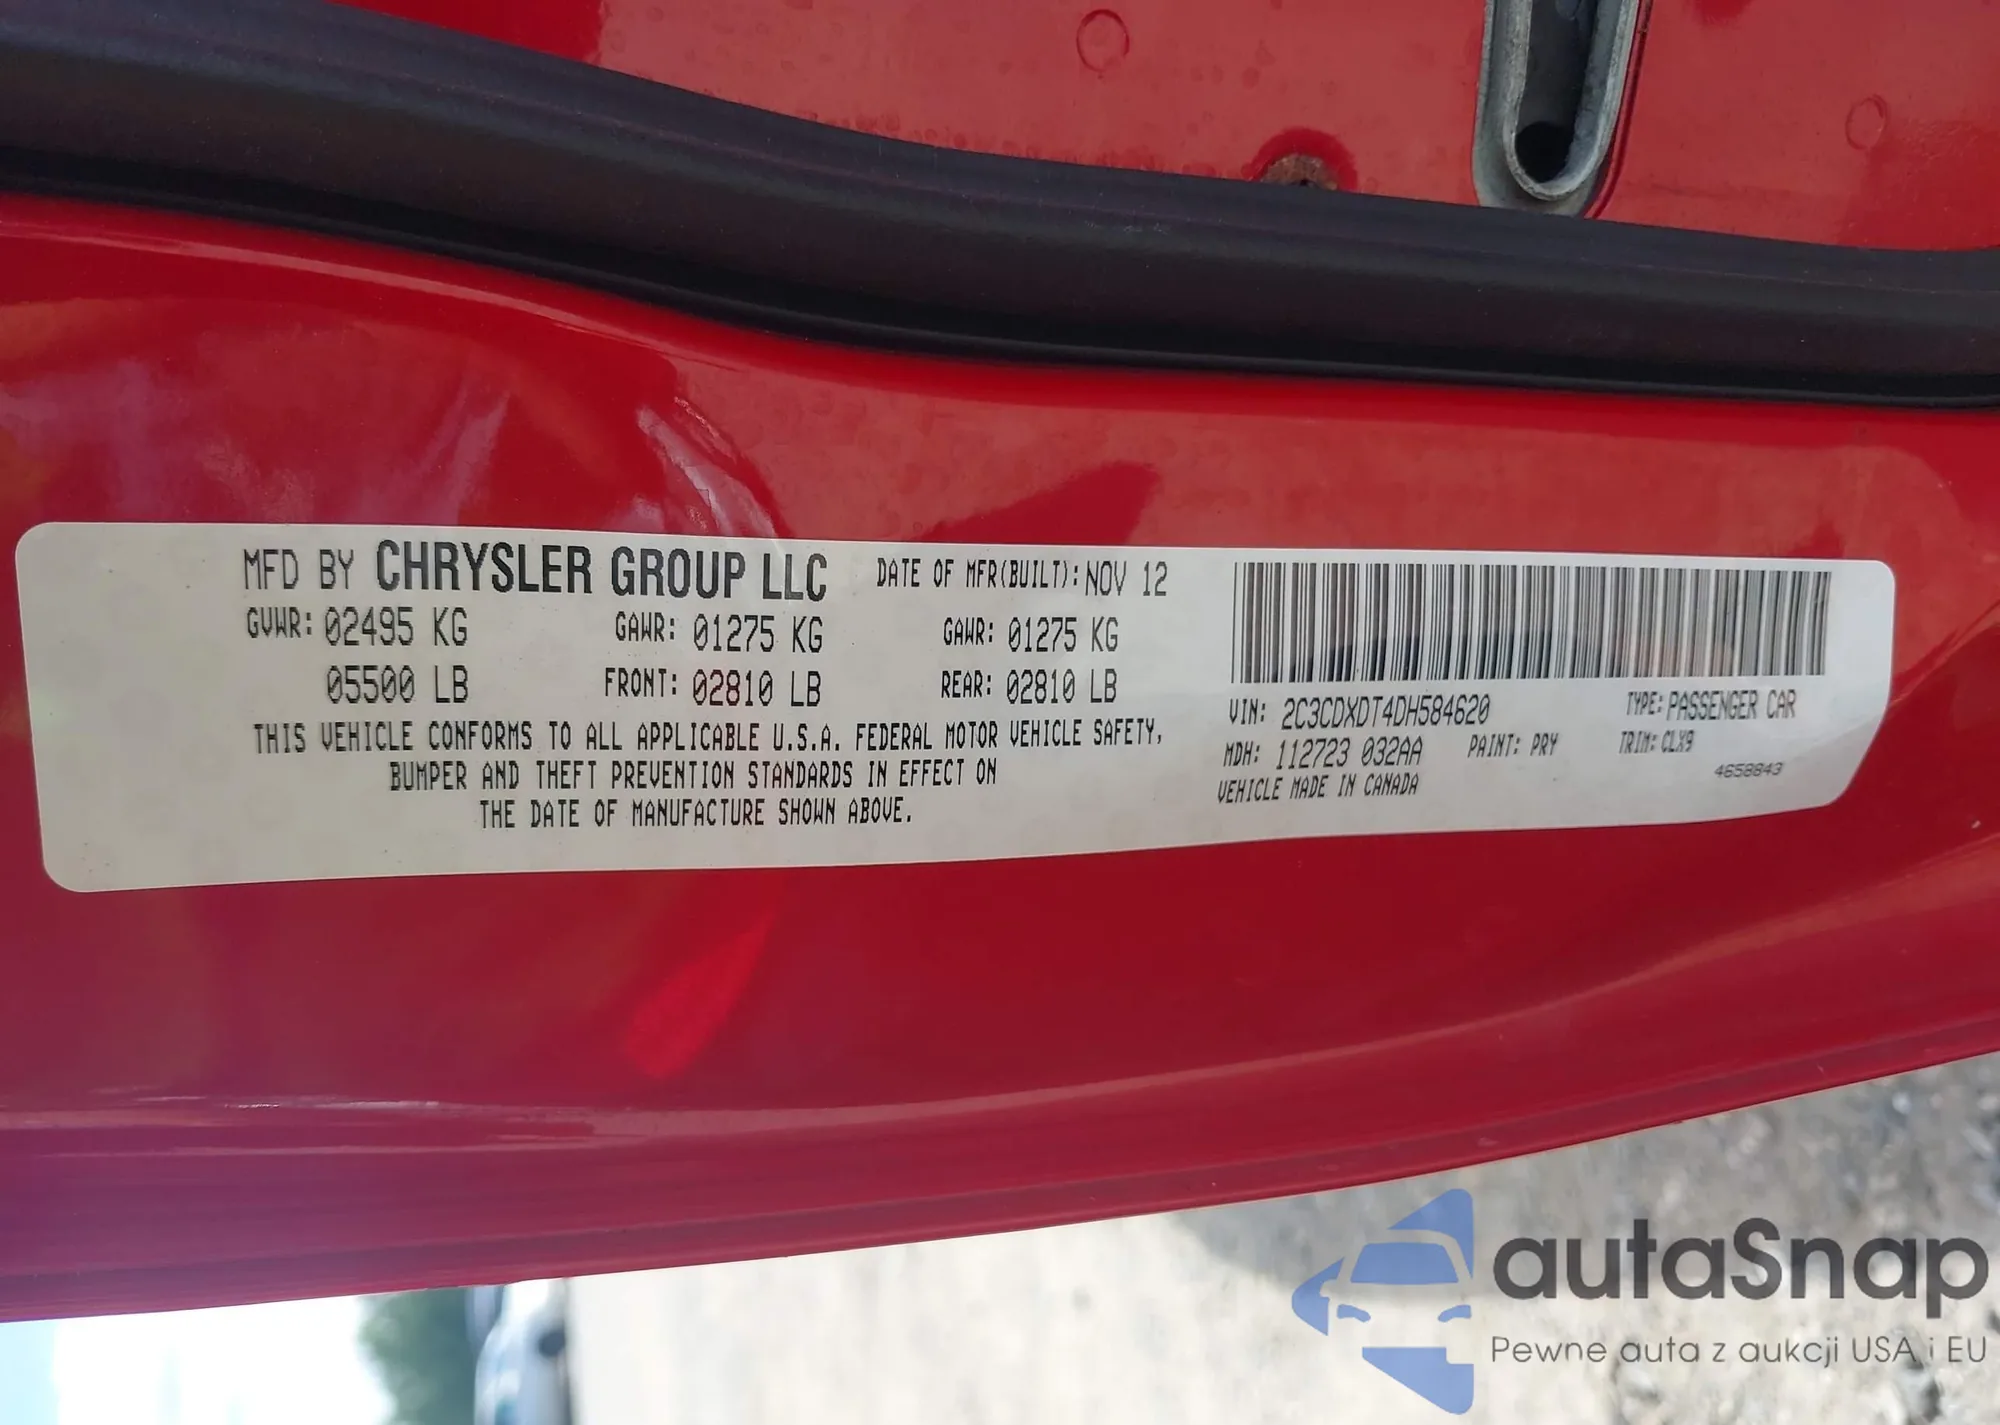 MFD BY CHRYSLER GROUP LLC DATE OF MFR(BUILT): NOV 12
GVWR: 02495 KG GAWR: 01275 KG GAWR: 01275 KG
05500 LB FRONT: 02810 LB REAR: 02810 LB
THIS VEHICLE CONFORMS TO ALL APPLICABLE U.S.A. FEDERAL MOTOR VEHICLE SAFETY,
BUMPER AND THEFT PREVENTION STANDARDS IN EFFECT ON
THE DATE OF MANUFACTURE SHOWN ABOVE.
VIN: 2C3CDXDT4DH584620 TYPE: PASSENGER CAR
MDH: 112723 032AA PAINT: PRY TRIM: CLX9
VEHICLE MADE IN CANADA 4658843
autaSnap
Pewne auta z aukcji USA i EU